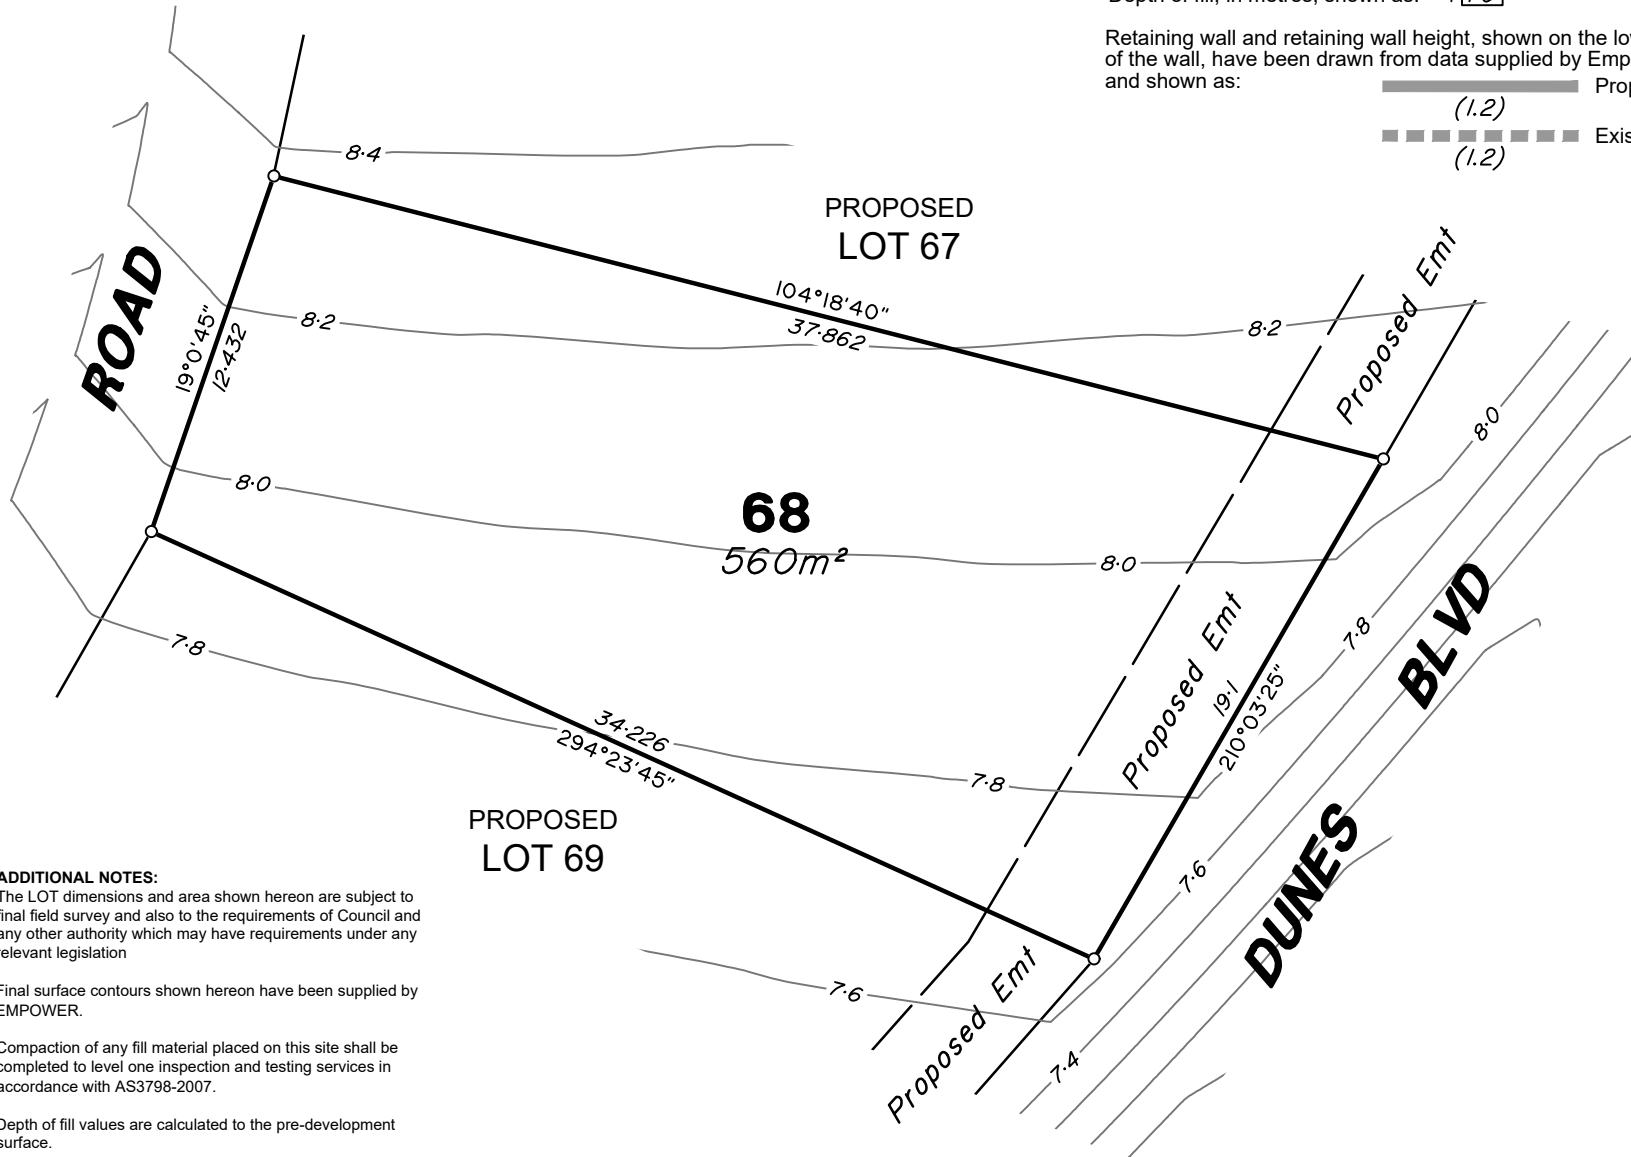 Retaining wall and retaining wall height, shown on the
of the wall, have been drawn from data supplied by
and shown as:
(1.2)
(1.2)
8·4
PROPOSED
LOT 67
ROAD
19°0'45"
12·432
104°18'40"
37·862
8·2
8·2
Proposed Emt
8·0
8·0
68
560m²
8·0
7·8
7·8
BLVD
Proposed Emt
19·1
210°03'25"
34·226
294°23'45"
7·8
PROPOSED
LOT 69
7·6
DUNES
ADDITIONAL NOTES:
The LOT dimensions and area shown hereon are subject to
final field survey and also to the requirements of Council and
any other authority which may have requirements under any
relevant legislation
Final surface contours shown hereon have been supplied by
EMPOWER.
Compaction of any fill material placed on this site shall be
completed to level one inspection and testing services in
accordance with AS3798-2007.
Depth of fill values are calculated to the pre-development
surface.
7·6
Proposed Emt
7·4